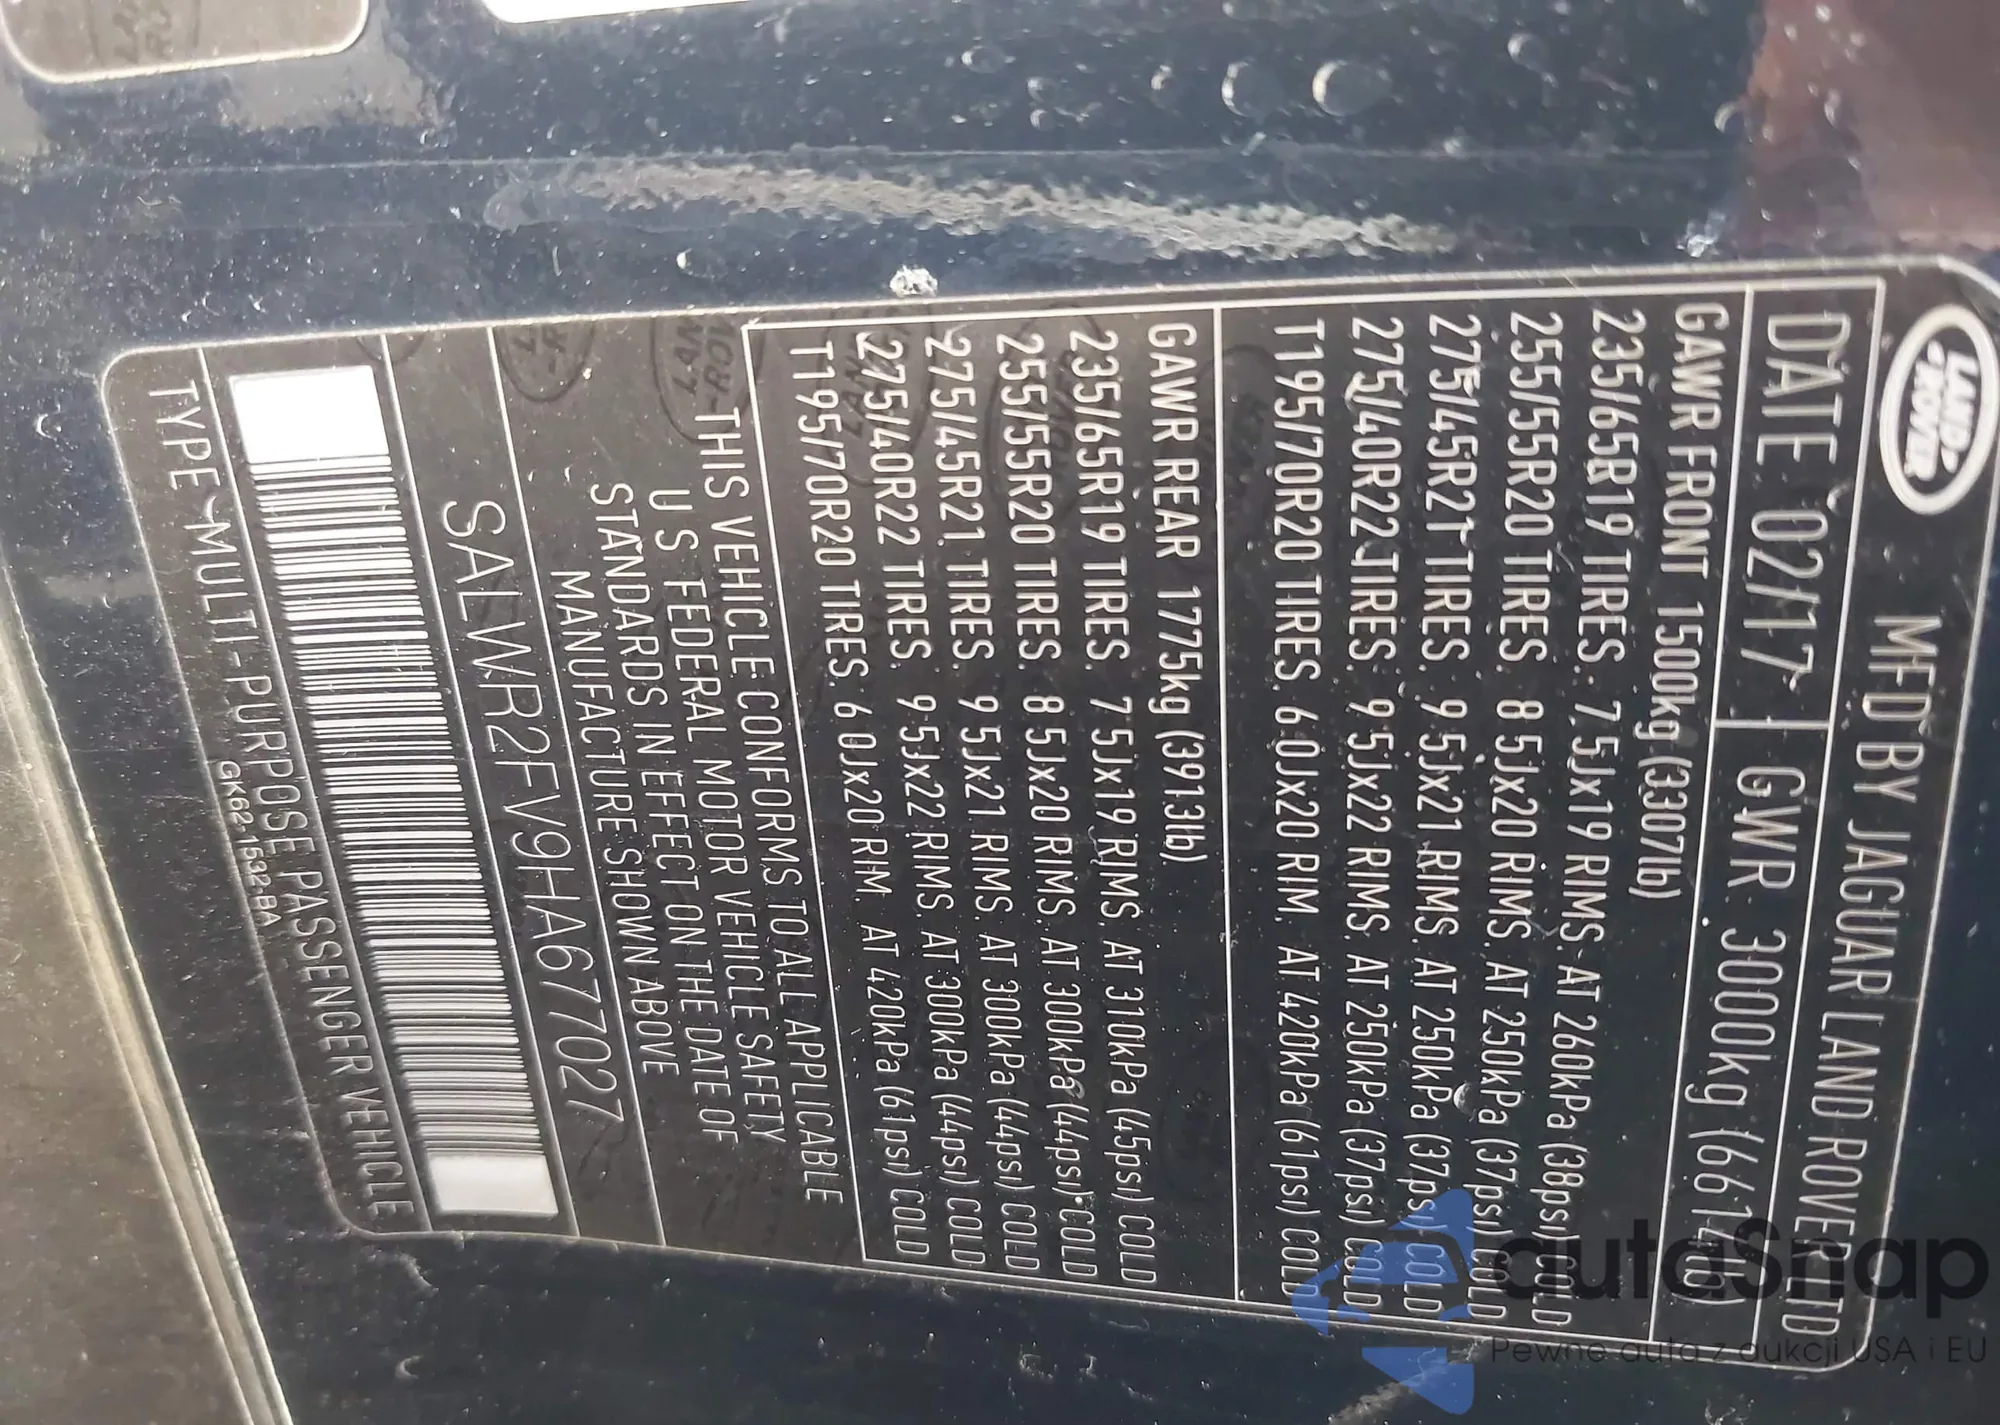 LAND
ROVER
MFD BY JAGUAR LAND ROVER LTD
DATE 02/17 GWR 3000kg (6614lb)
GAWR FRONT 1500kg (3307lb)
235/65R19 TIRES. 7.5Jx19 RIMS. AT 260kPa (38psi) COLD
255/55R20 TIRES. 8 5Jx20 RIMS. AT 250kPa (37psi) COLD
275/45R21 TIRES. 9 5Jx21 RIMS. AT 250kPa (37psi) COLD
275/40R22 TIRES. 9 5Jx22 RIMS. AT 250kPa (37psi) COLD
T195/70R20 TIRES. 6.0Jx20 RIM. AT 420kPa (61psi) COLD
GAWR REAR 1775kg (3913lb)
235/65R19 TIRES. 7 5Jx19 RIMS. AT 310kPa (45psi) COLD
255/55R20 TIRES. 8 5Jx20 RIMS. AT 300kPa (44psi) COLD
275/45R21 TIRES. 9 5Jx21 RIMS. AT 300kPa (44psi) COLD
275/40R22 TIRES. 9 5Jx22 RIMS. AT 300kPa (44psi) COLD
T195/70R20 TIRES. 6 0Jx20 RIM. AT 420kPa (61psi) COLD
THIS VEHICLE CONFORMS TO ALL APPLICABLE
U S FEDERAL MOTOR VEHICLE SAFETY
STANDARDS IN EFFECT ON THE DATE OF
MANUFACTURE SHOWN ABOVE
SALWR2FV9HA677027
TYPE MULTI-PURPOSE PASSENGER VEHICLE
GK62-1532-BA
autoSnap
Pewne auta z aukcji USA i EU